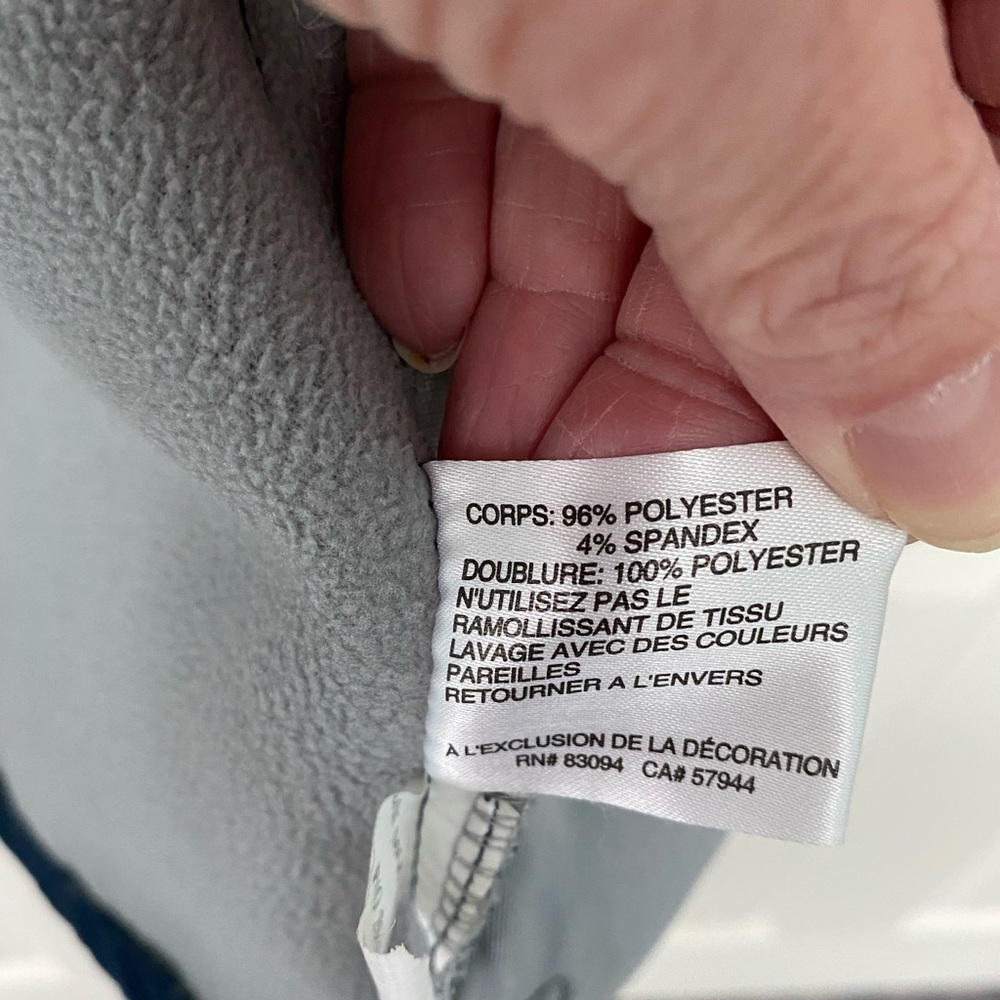 CORPS: 96% POLYESTER
4% SPANDEX
DOUBLURE: 100% POLYESTER
N'UTILISEZ PAS LE
RAMOLLISSANT DE TISSU
LAVAGE AVEC DES COULEURS
PAREILLES
RETOURNER A L'ENVERS
À L'EXCLUSION DE LA DÉCORATION
RN# 83094 CA# 57944